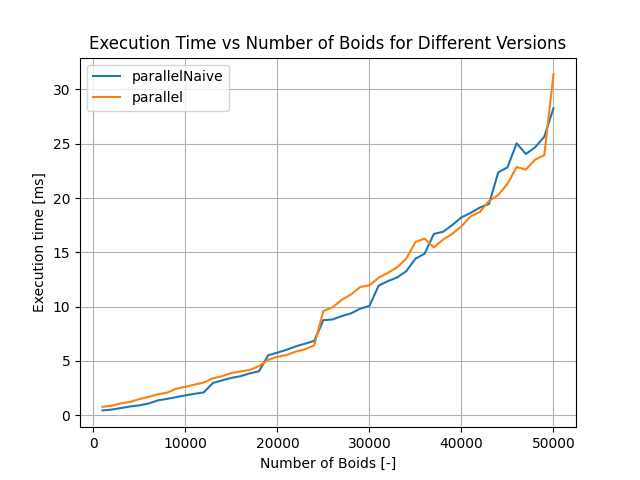 Execution Time vs Number of Boids for Different Versions
parallelNaive
parallel
30
25
20
15
10
5
0
Execution time [ms]
0 10000 20000 30000 40000 50000
Number of Boids [-]